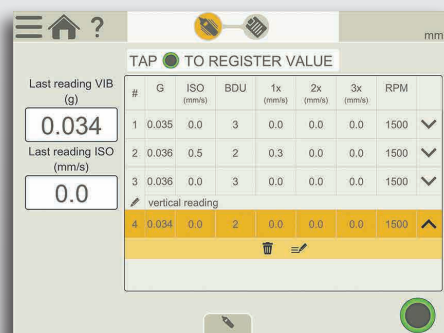 ?
mm
TAP TO REGISTER VALUE
Last reading VIB
(g)
0.034
Last reading ISO
(mm/s)
0.0
# G ISO (mm/s) BDU 1x (mm/s) 2x (mm/s) 3x (mm/s) RPM
1 0.035 0.0 3 0.0 0.0 0.0 1500
2 0.036 0.5 2 0.3 0.0 0.0 1500
3 0.036 0.0 3 0.0 0.0 0.0 1500
vertical reading
4 0.034 0.0 2 0.0 0.0 0.0 1500